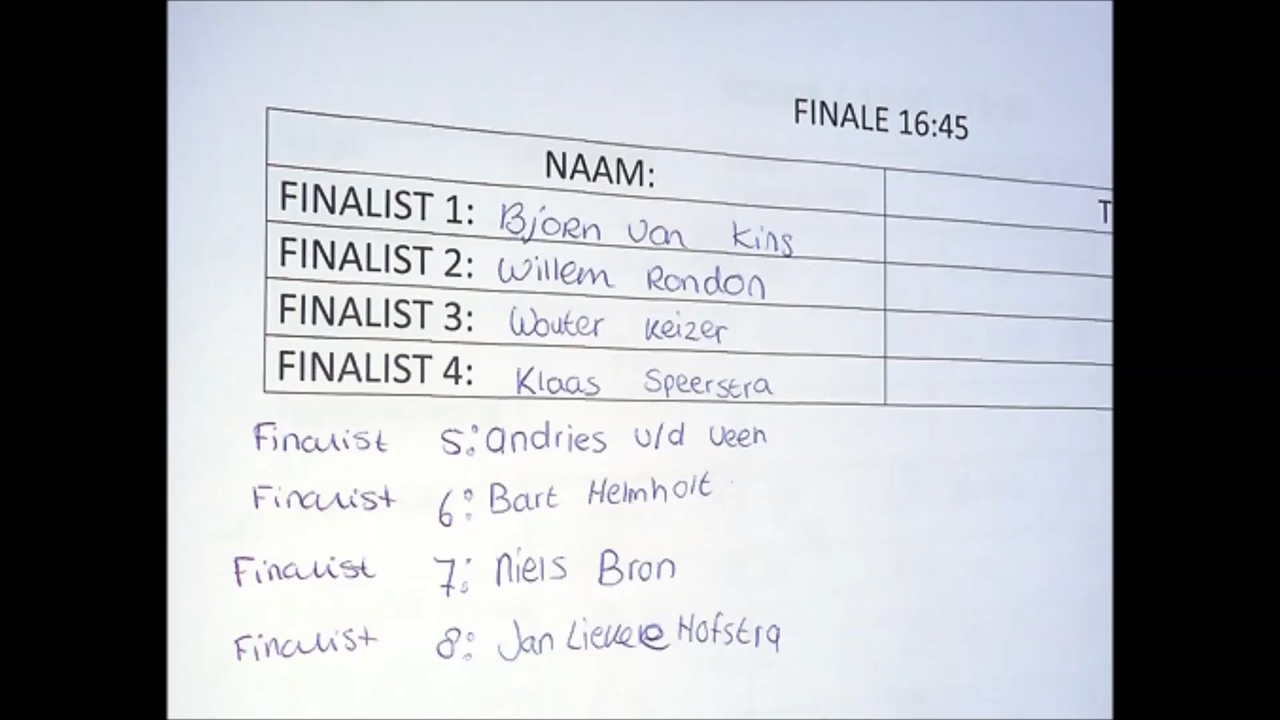 FINALE 16:45
NAAM:
T
FINALIST 1: Bjorn van Kins
FINALIST 2: Willem Rondon
FINALIST 3: Wouter Keizer
FINALIST 4: Klaas Speerstra
Finalist 5: andries v/d veen
Finalist 6: Bart Helmholt
Finalist 7: Niels Bron
Finalist 8: Jan Hofstra